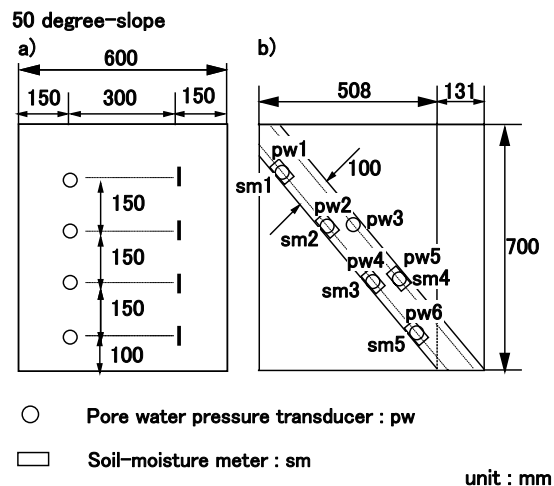 50 degree-slope
a)
b)
600
150 300 150
508 131
150
150
150
100
pw1
100
sm1
pw2
pw3
sm2
pw4
pw5
sm3
sm4
pw6
sm5
700
Pore water pressure transducer : pw
Soil-moisture meter : sm
unit : mm